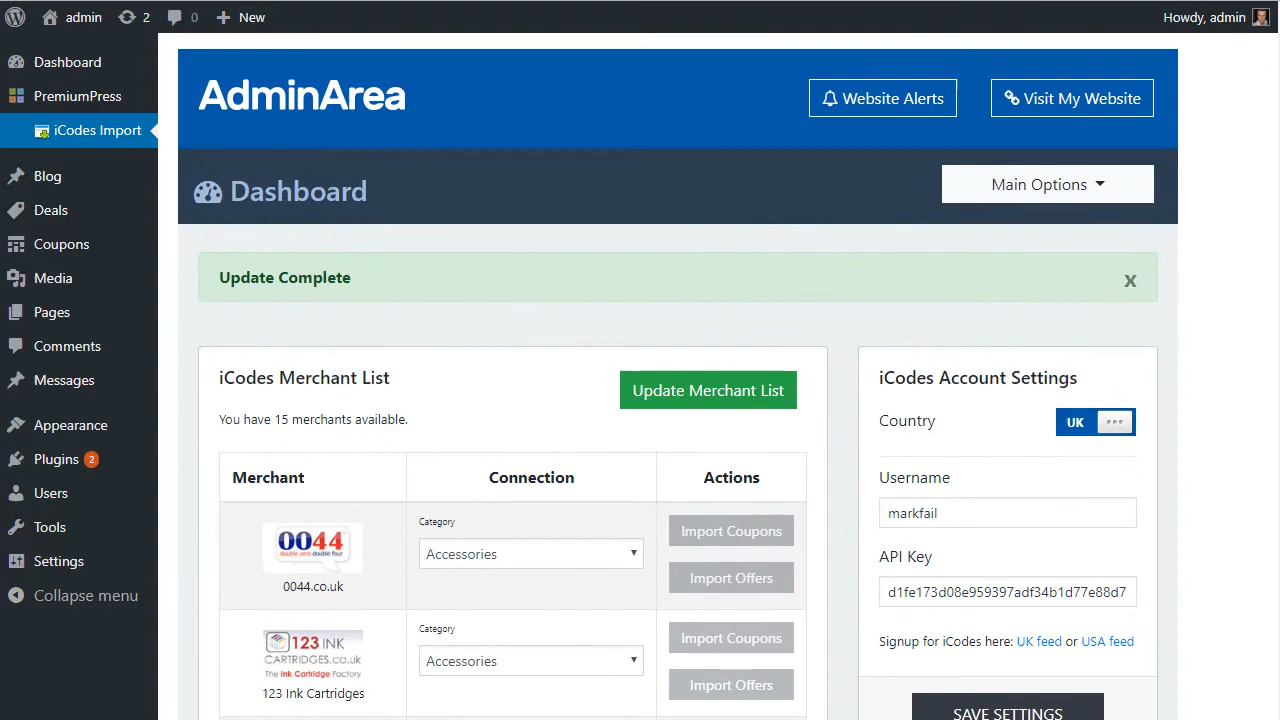 admin
2
0
New
Howdy, admin
Dashboard
PremiumPress
iCodes Import
Blog
Deals
Coupons
Media
Pages
Comments
Messages
Appearance
Plugins 2
Users
Tools
Settings
Collapse menu
AdminArea
Website Alerts
Visit My Website
Dashboard
Main Options
Update Complete
x
iCodes Merchant List
Update Merchant List
You have 15 merchants available.
Merchant
Connection
Actions
0044
double zero double four
0044.co.uk
Category
Accessories
Import Coupons
Import Offers
123 INK
CARTRIDGES.co.uk
The Ink Cartridge Factory
123 Ink Cartridges
Category
Accessories
Import Coupons
Import Offers
iCodes Account Settings
Country
UK
Username
markfail
API Key
d1fe173d08e959397adf34b1d77e88d7
Signup for iCodes here: UK feed or USA feed
SAVE SETTINGS